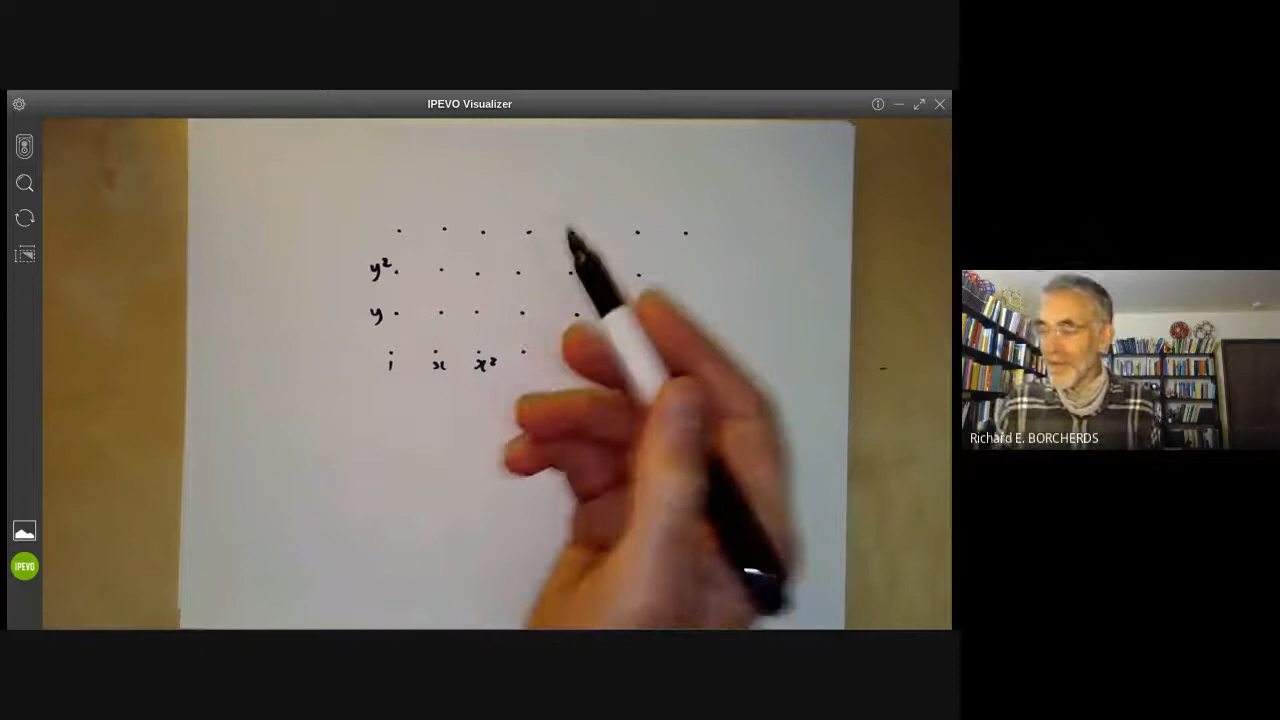 IPEVO Visualizer
y²
y
1 x x²
Richard E. BORCHERDS
IPEVO